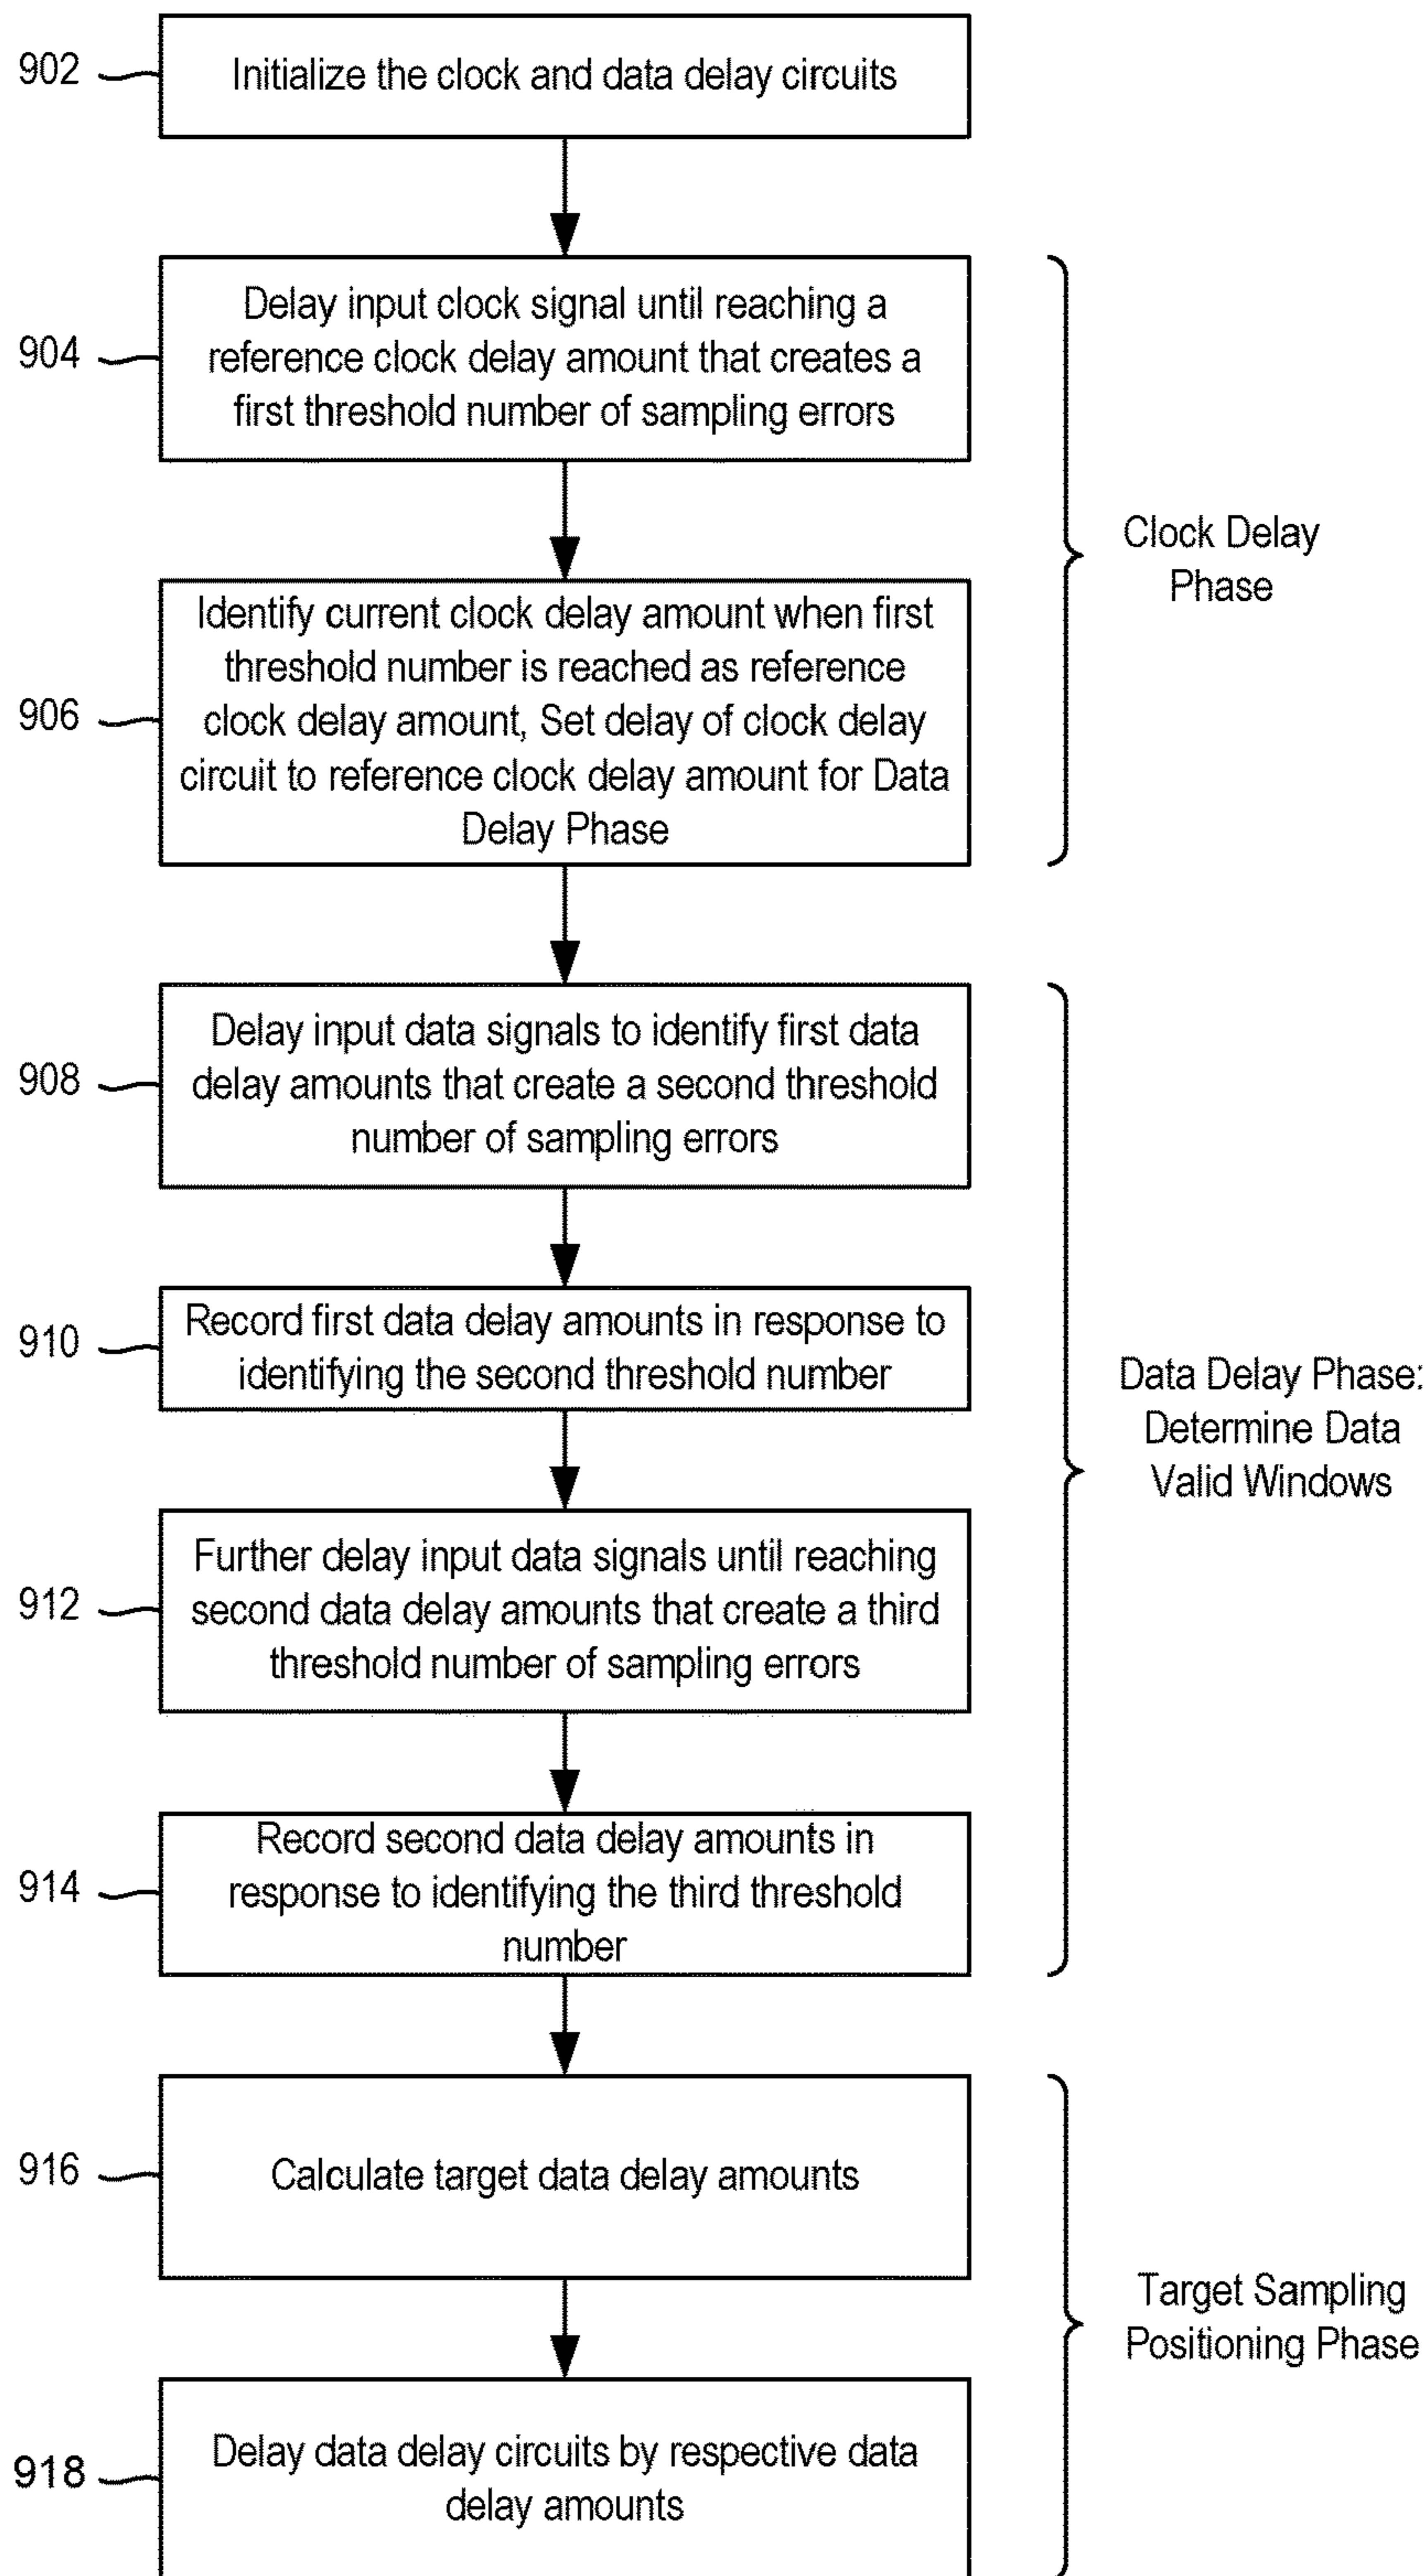 902
Initialize the clock and data delay circuits
904
Delay input clock signal until reaching a
reference clock delay amount that creates a
first threshold number of sampling errors
906
Identify current clock delay amount when first
threshold number is reached as reference
clock delay amount, Set delay of clock delay
circuit to reference clock delay amount for Data
Delay Phase
Clock Delay
Phase
908
Delay input data signals to identify first data
delay amounts that create a second threshold
number of sampling errors
910
Record first data delay amounts in response to
identifying the second threshold number
912
Further delay input data signals until reaching
second data delay amounts that create a third
threshold number of sampling errors
914
Record second data delay amounts in
response to identifying the third threshold
number
Data Delay Phase:
Determine Data
Valid Windows
916
Calculate target data delay amounts
918
Delay data delay circuits by respective data
delay amounts
Target Sampling
Positioning Phase